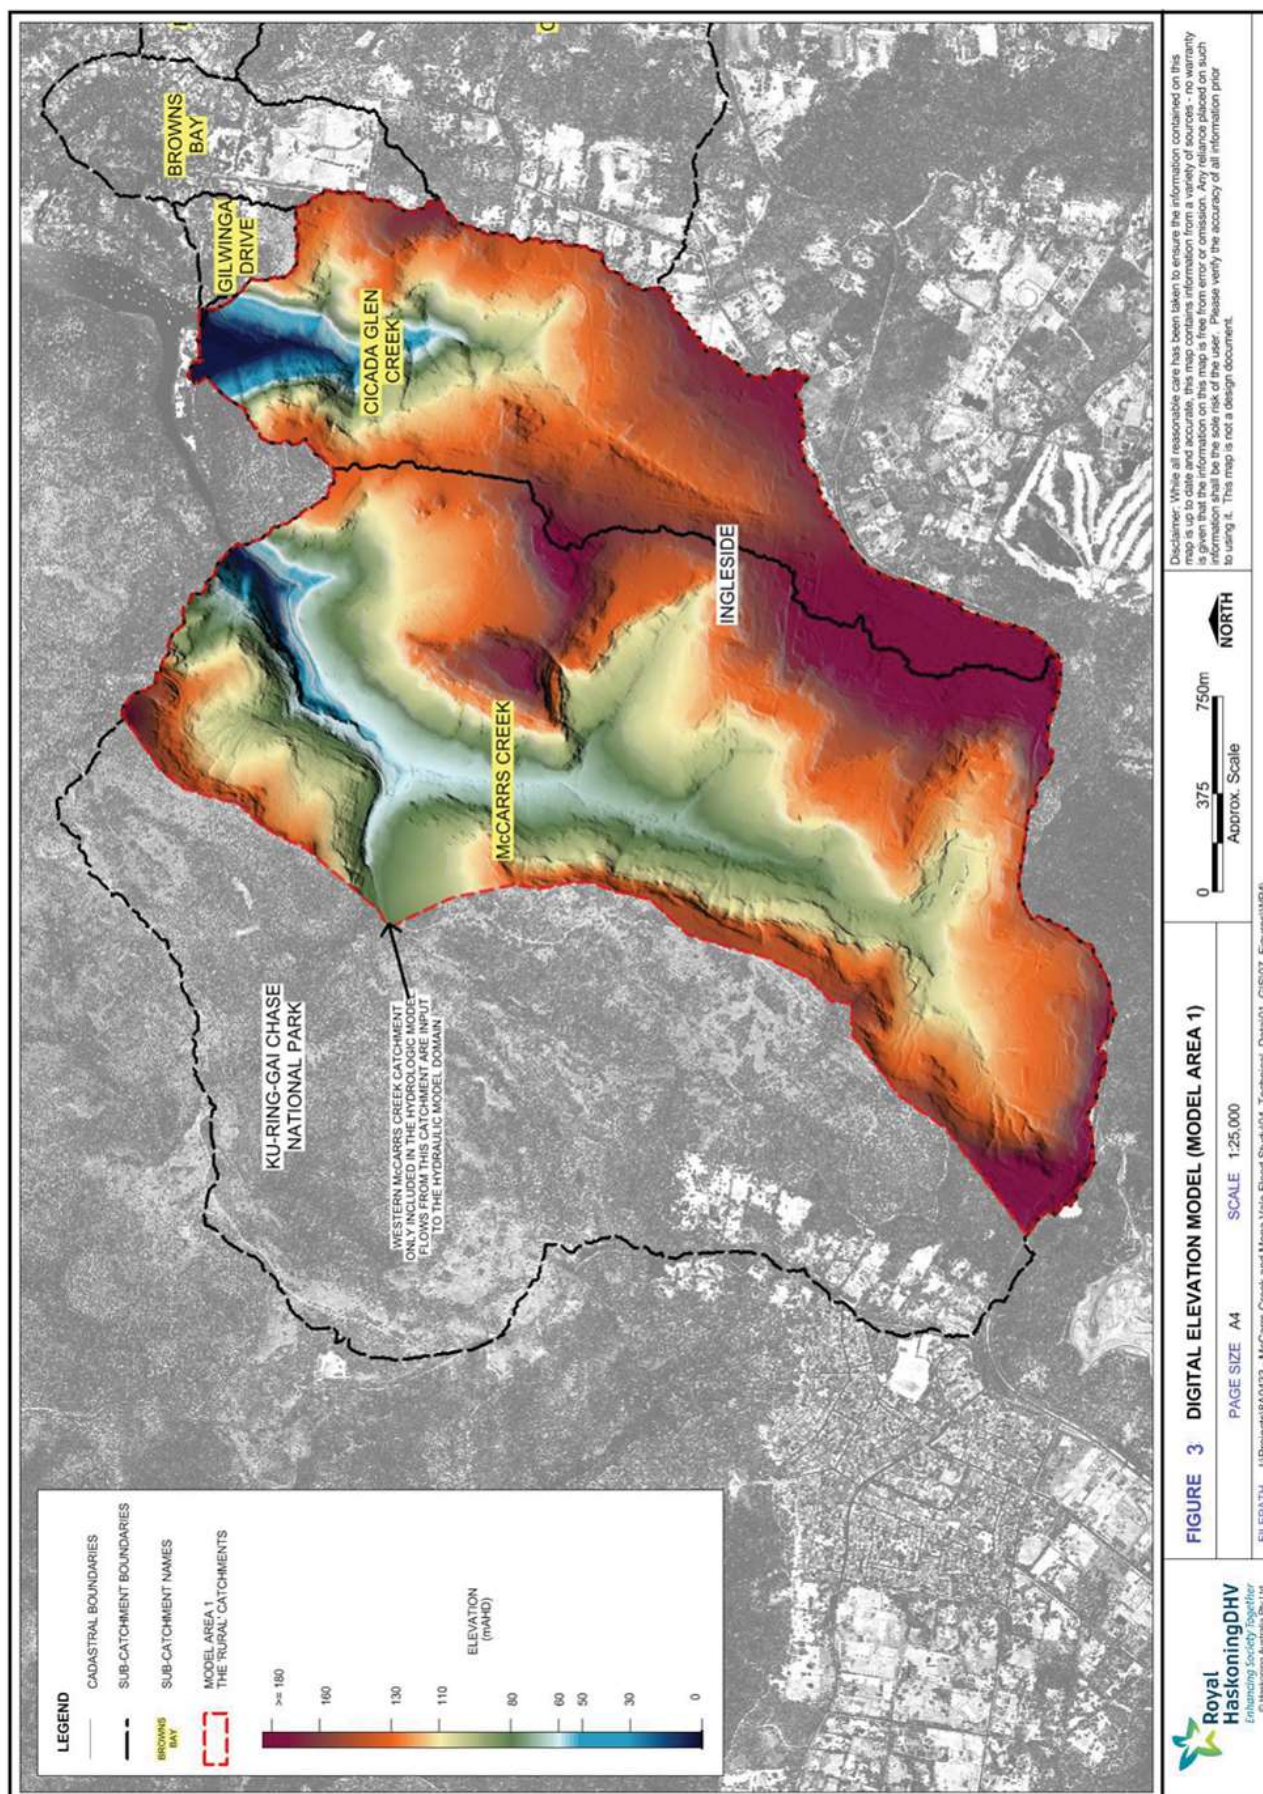 LEGEND
CADASTRAL BOUNDARIES
SUB-CATCHMENT BOUNDARIES
BROWNS
BAY
SUB-CATCHMENT NAMES
MODEL AREA 1
THE 'RURAL' CATCHMENTS
>= 180
160
130
110
80
50
30
0
ELEVATION
(mAHD)
KU-RING-GAI CHASE
NATIONAL PARK
WESTERN McCARRS CREEK CATCHMENT
ONLY INCLUDED IN THE HYDROLOGIC MODEL
FLOWS FROM THIS CATCHMENT ARE INPUT
TO THE HYDRAULIC MODEL DOMAIN
McCARRS CREEK
INGLESIDE
CICADA GLEN
CREEK
GILWINGA
DRIVE
BROWNS
BAY
Royal
HaskoningDHV
Enhancing Society Together
FIGURE 3 DIGITAL ELEVATION MODEL (MODEL AREA 1)
PAGE SIZE A4 SCALE 1:25,000
0 375 750m
Approx. Scale
NORTH
Disclaimer: While all reasonable care has been taken to ensure the information contained on this
map is up to date and accurate, this map contains information from a variety of sources - no warranty
is given that the information on this map is free from error or omission. Any reliance placed on such
information shall be the sole risk of the user. Please verify the accuracy of all information prior
to using it. This map is not a design document.